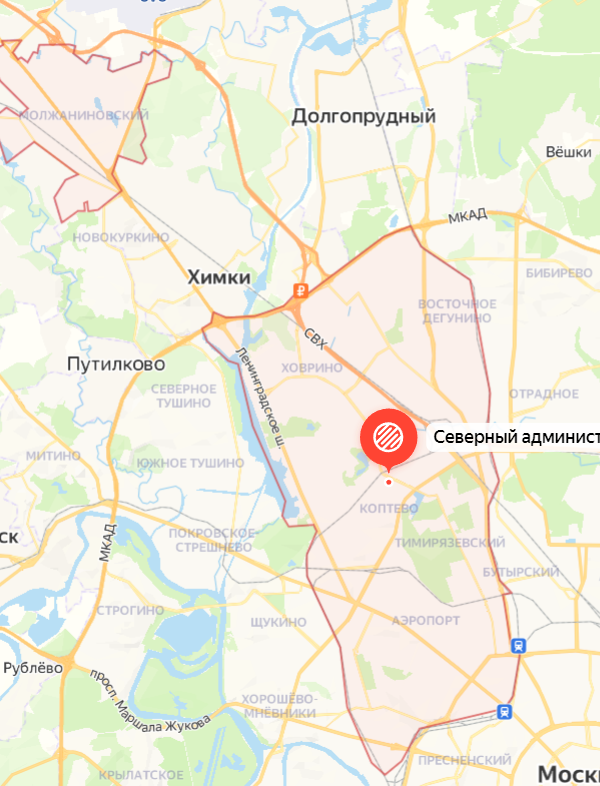 МОЛЖАНИНОВСКИЙ
Долгопрудный
Вёшки
МКАД
НОВОКУРКИНО
БИБИРЕВО
Химки
₽
ВОСТОЧНОЕ
ДЕГУНИНО
СВХ
Ленинградское ш.
Путилково
ХОВРИНО
СЕВЕРНОЕ
ТУШИНО
ОТРАДНОЕ
Северный админист
МИТИНО
ЮЖНОЕ ТУШИНО
КОПТЕВО
ск
МКАД
ПОКРОВСКОЕ-
СТРЕШНЕВО
ТИМИРЯЗЕВСКИЙ
БУТЫРСКИЙ
СТРОГИНО
ЩУКИНО
АЭРОПОРТ
Рублёво
просп. Маршала Жукова
ХОРОШЁВО-
МНЁВНИКИ
ПРЕСНЕНСКИЙ
КРЫЛАТСКОЕ
Моск